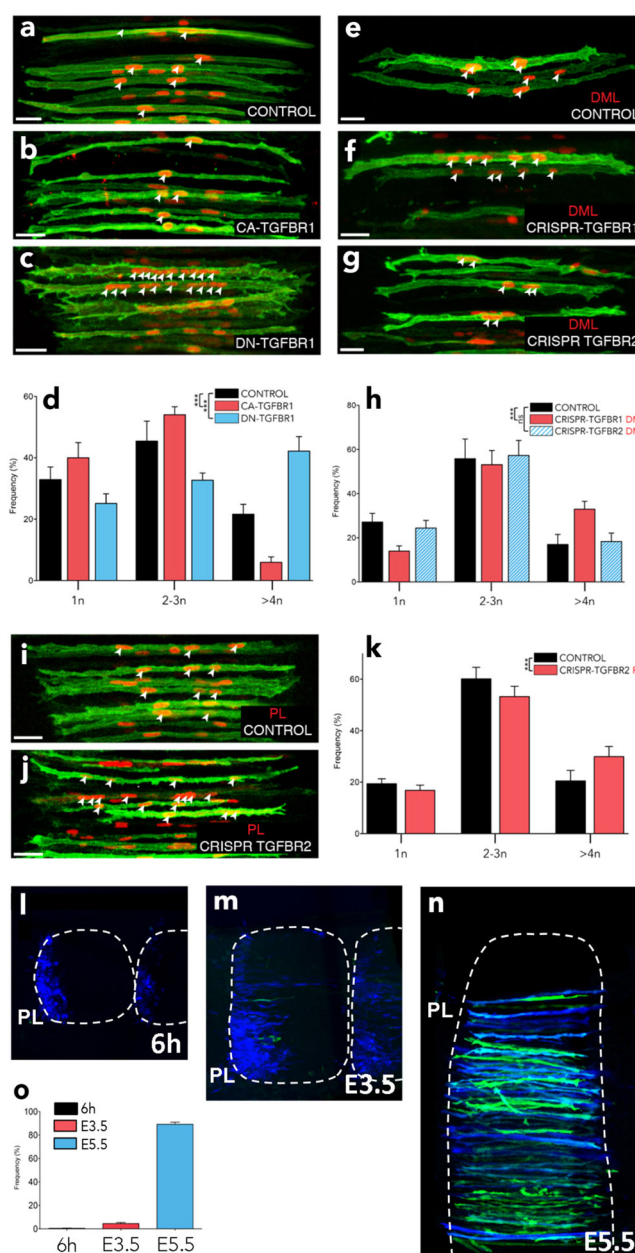 a
CONTROL
b
CA-TGFBR1
c
DN-TGFBR1
e
DML
CONTROL
f
DML
CRISPR-TGFBR1
g
DML
CRISPR TGFBR2
d
Frequency (%)
60
40
20
0
1n
2-3n
>4n
***
***
CONTROL
CA-TGFBR1
DN-TGFBR1
h
Frequency (%)
80
60
40
20
0
1n
2-3n
>4n
***
ns
CONTROL
CRISPR-TGFBR1
CRISPR-TGFBR2
i
PL
CONTROL
j
PL
CRISPR TGFBR2
k
Frequency (%)
60
40
20
0
1n
2-3n
>4n
***
CONTROL
CRISPR-TGFBR2
l
PL
6h
m
PL
E3.5
n
PL
E5.5
o
Frequency (%)
100
80
60
40
20
0
6h
E3.5
E5.5
6h
E3.5
E5.5